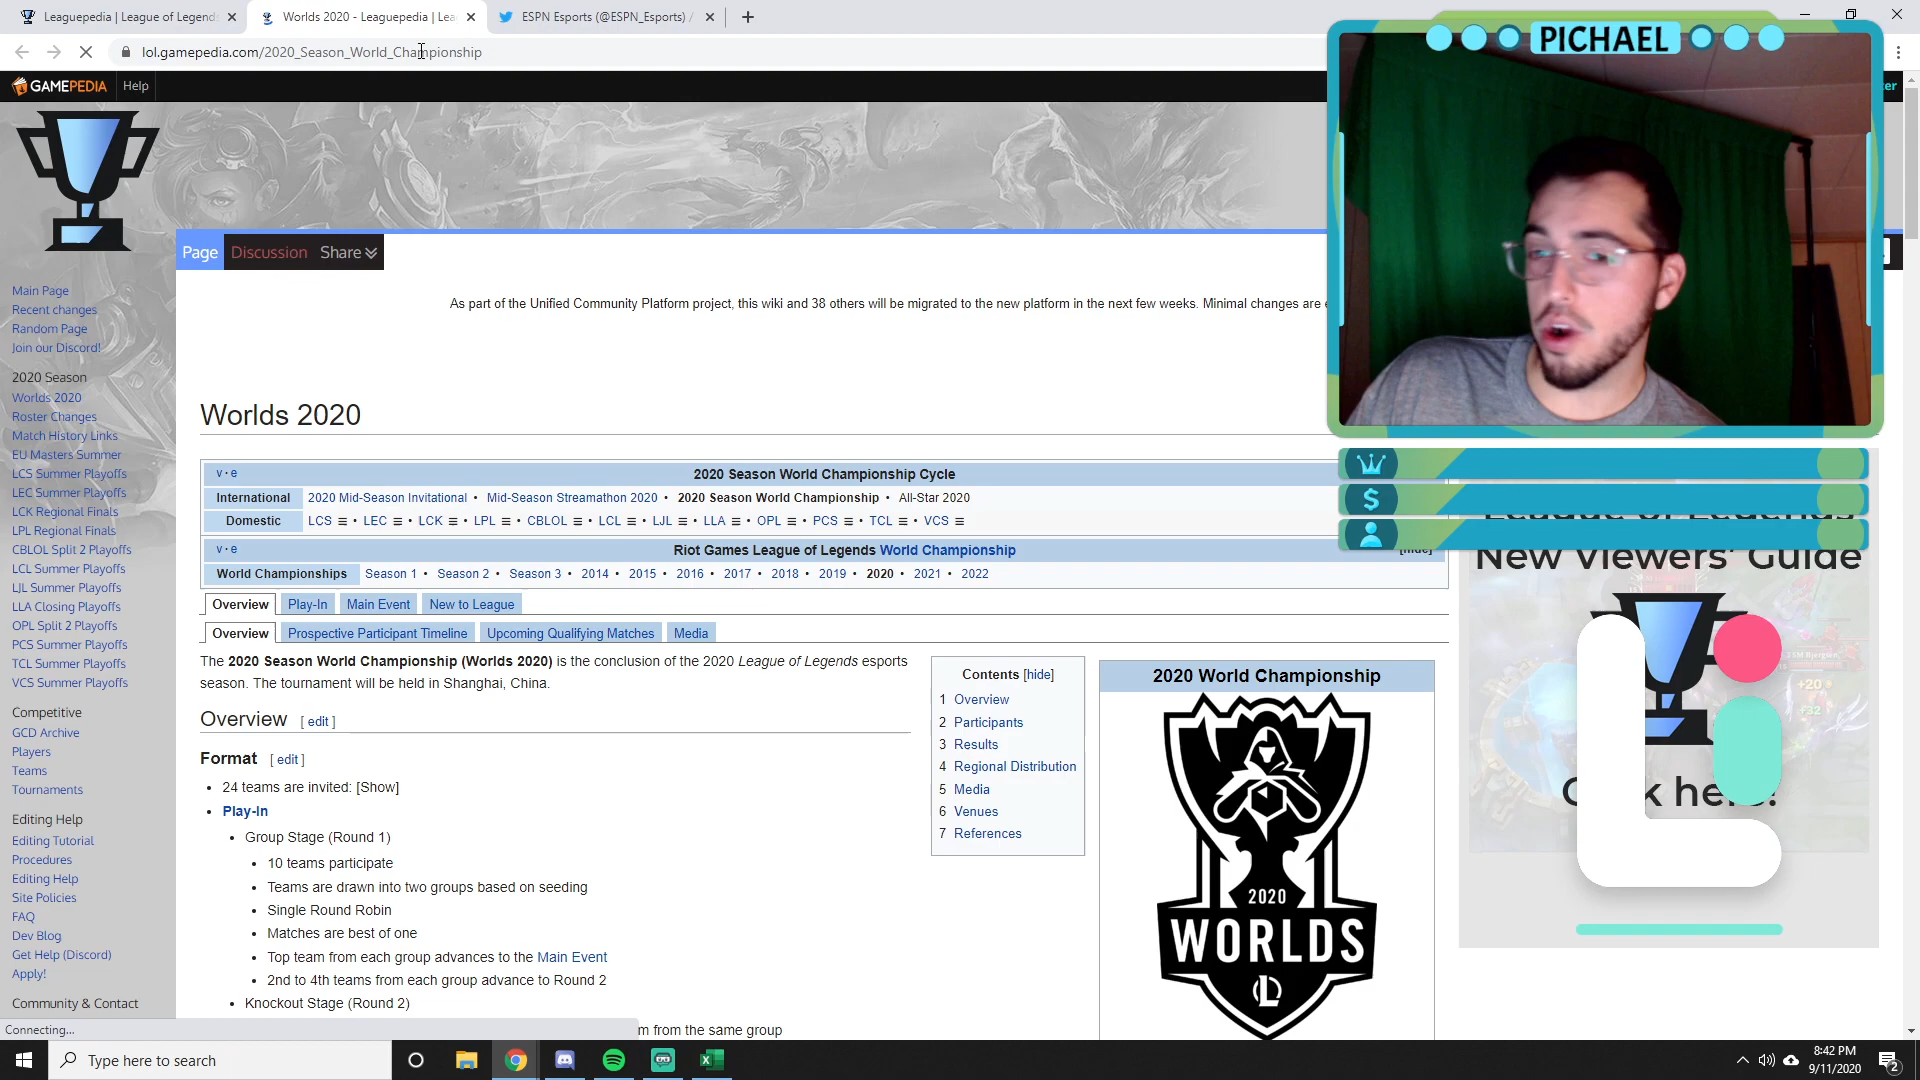 Leaguepedia | League of Legends
Worlds 2020 - Leaguepedia | Lea
ESPN Esports (@ESPN_Esports) /
lol.gamepedia.com/2020_Season_World_Championship
PICHAEL
GAMEPEDIA
Help
Page
Discussion
Share
As part of the Unified Community Platform project, this wiki and 38 others will be migrated to the new platform in the next few weeks. Minimal changes are e
Main Page
Recent changes
Random Page
Join our Discord!
2020 Season
Worlds 2020
Roster Changes
Match History Links
EU Masters Summer
LCS Summer Playoffs
LEC Summer Playoffs
LCK Regional Finals
LPL Regional Finals
CBLOL Split 2 Playoffs
LCL Summer Playoffs
LJL Summer Playoffs
LLA Closing Playoffs
OPL Split 2 Playoffs
PCS Summer Playoffs
TCL Summer Playoffs
VCS Summer Playoffs
Competitive
GCD Archive
Players
Teams
Tournaments
Editing Help
Editing Tutorial
Procedures
Editing Help
Site Policies
FAQ
Dev Blog
Get Help (Discord)
Apply!
Community & Contact
Worlds 2020
v · e
2020 Season World Championship Cycle
International 2020 Mid-Season Invitational • Mid-Season Streamathon 2020 • 2020 Season World Championship • All-Star 2020
Domestic LCS ≡ • LEC ≡ • LCK ≡ • LPL ≡ • CBLOL ≡ • LCL ≡ • LJL ≡ • LLA ≡ • OPL ≡ • PCS ≡ • TCL ≡ • VCS ≡
v · e
Riot Games League of Legends World Championship
[hide]
World Championships Season 1 • Season 2 • Season 3 • 2014 • 2015 • 2016 • 2017 • 2018 • 2019 • 2020 • 2021 • 2022
Overview Play-In Main Event New to League
Overview Prospective Participant Timeline Upcoming Qualifying Matches Media
The 2020 Season World Championship (Worlds 2020) is the conclusion of the 2020 League of Legends esports
season. The tournament will be held in Shanghai, China.
Overview [ edit ]
Format [ edit ]
• 24 teams are invited: [Show]
• Play-In
• Group Stage (Round 1)
• 10 teams participate
• Teams are drawn into two groups based on seeding
• Single Round Robin
• Matches are best of one
• Top team from each group advances to the Main Event
• 2nd to 4th teams from each group advance to Round 2
• Knockout Stage (Round 2)
m from the same group
Contents [hide]
1 Overview
2 Participants
3 Results
4 Regional Distribution
5 Media
6 Venues
7 References
2020 World Championship
2020
WORLDS
League of Legends
New Viewers' Guide
$
Connecting...
Type here to search
8:42 PM
9/11/2020
2